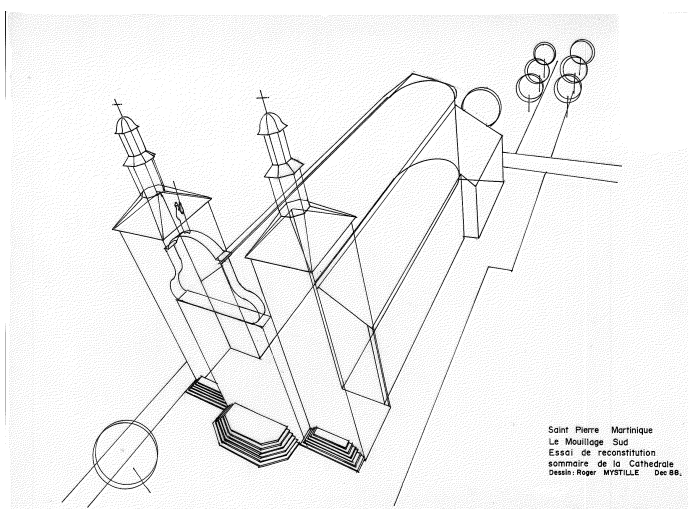 Saint Pierre Martinique
Le Mouillage Sud
Essai de reconstitution
sommaire de la Cathedrale
Dessin: Roger MYSTILLE Dec 88.